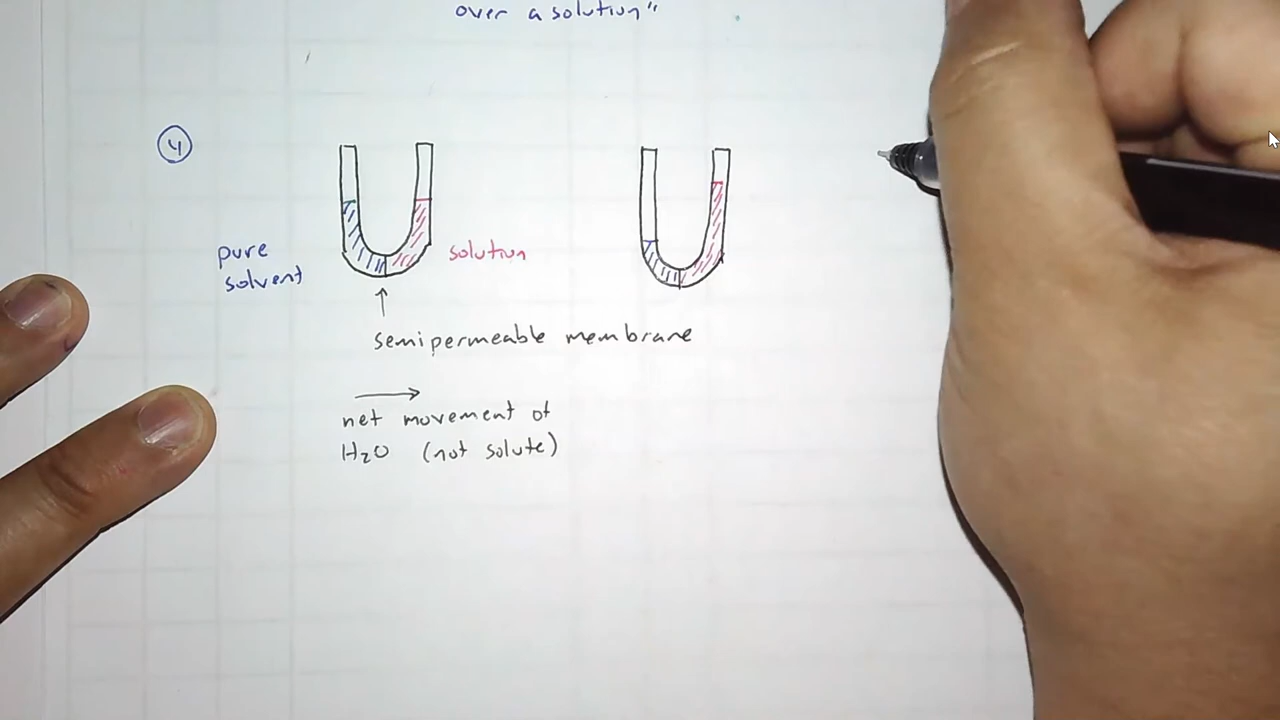 over a solution"
4
pure
solvent
solution
semipermeable membrane
net movement of
H₂O (not solute)